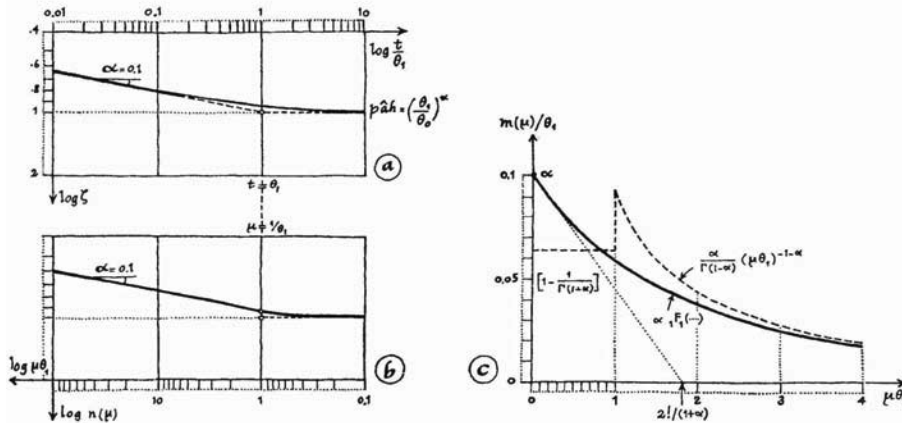 0.01 0.1 1 10
log t/θ₁
.4
.6
.8
1
2
α=0.1
pâh = (θ₁/θ₀)^α
a
log ζ
t ≠ θ₁
μ ≠ 1/θ₁
α=0.1
log μθ₁
b
10 1 0.1
log n(μ)
m(μ)/θ₁
0.1
α
α/Γ(1-α) (μθ₁)^-1-α
0.05
[1 - 1/Γ(1+α)]
α ₁F₁(...)
c
0
0 1 2 3 4
μθ
2!/(1+α)